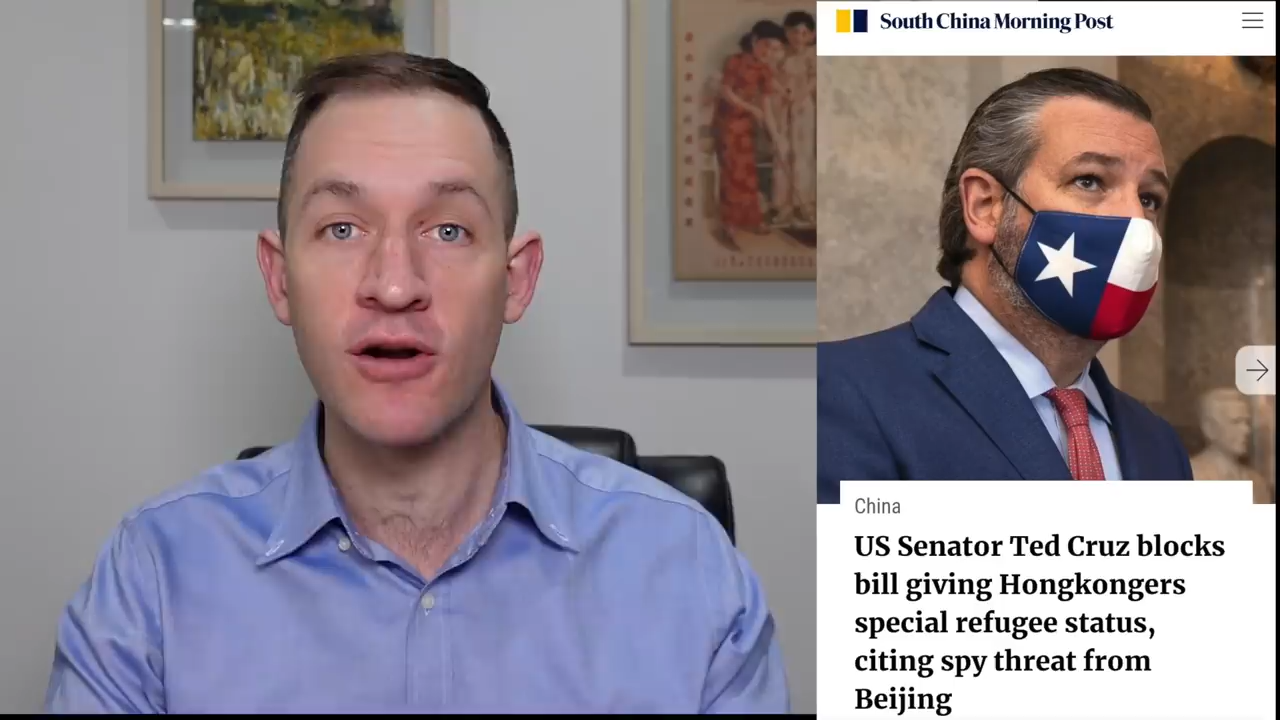 South China Morning Post
China
US Senator Ted Cruz blocks
bill giving Hongkongers
special refugee status,
citing spy threat from
Beijing